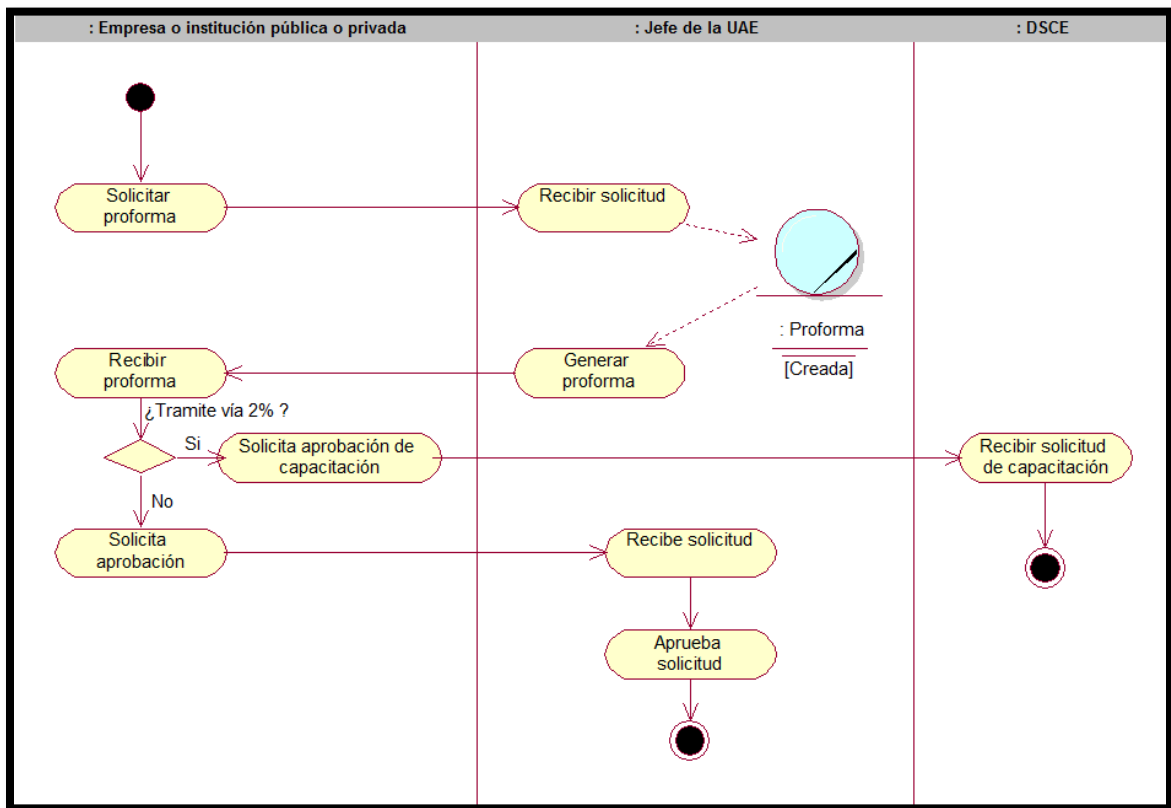 : Empresa o institución pública o privada
: Jefe de la UAE
: DSCE
Solicitar
proforma
Recibir solicitud
: Proforma
[Creada]
Recibir
proforma
Generar
proforma
¿Tramite vía 2% ?
Si
Solicita aprobación de
capacitación
Recibir solicitud
de capacitación
No
Solicita
aprobación
Recibe solicitud
Aprueba
solicitud